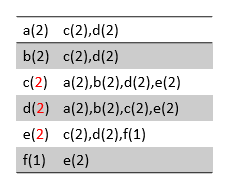 a(2) c(2),d(2)
b(2) c(2),d(2)
c(2) a(2),b(2),d(2),e(2)
d(2) a(2),b(2),c(2),e(2)
e(2) c(2),d(2),f(1)
f(1) e(2)